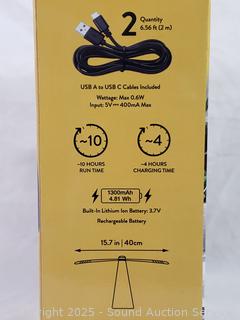 2 Quantity
6.56 ft (2 m)
USB A to USB C Cables Included
Wattage: Max 0.6W
Input: 5V⎓400mA Max
~10
~4
~10 HOURS
RUN TIME
~4 HOURS
CHARGING TIME
1300mAh
4.81 Wh
Built-In Lithium Ion Battery: 3.7V
Rechargeable Battery
15.7 in | 40cm
Copyright 2025 - Sound Auction Service